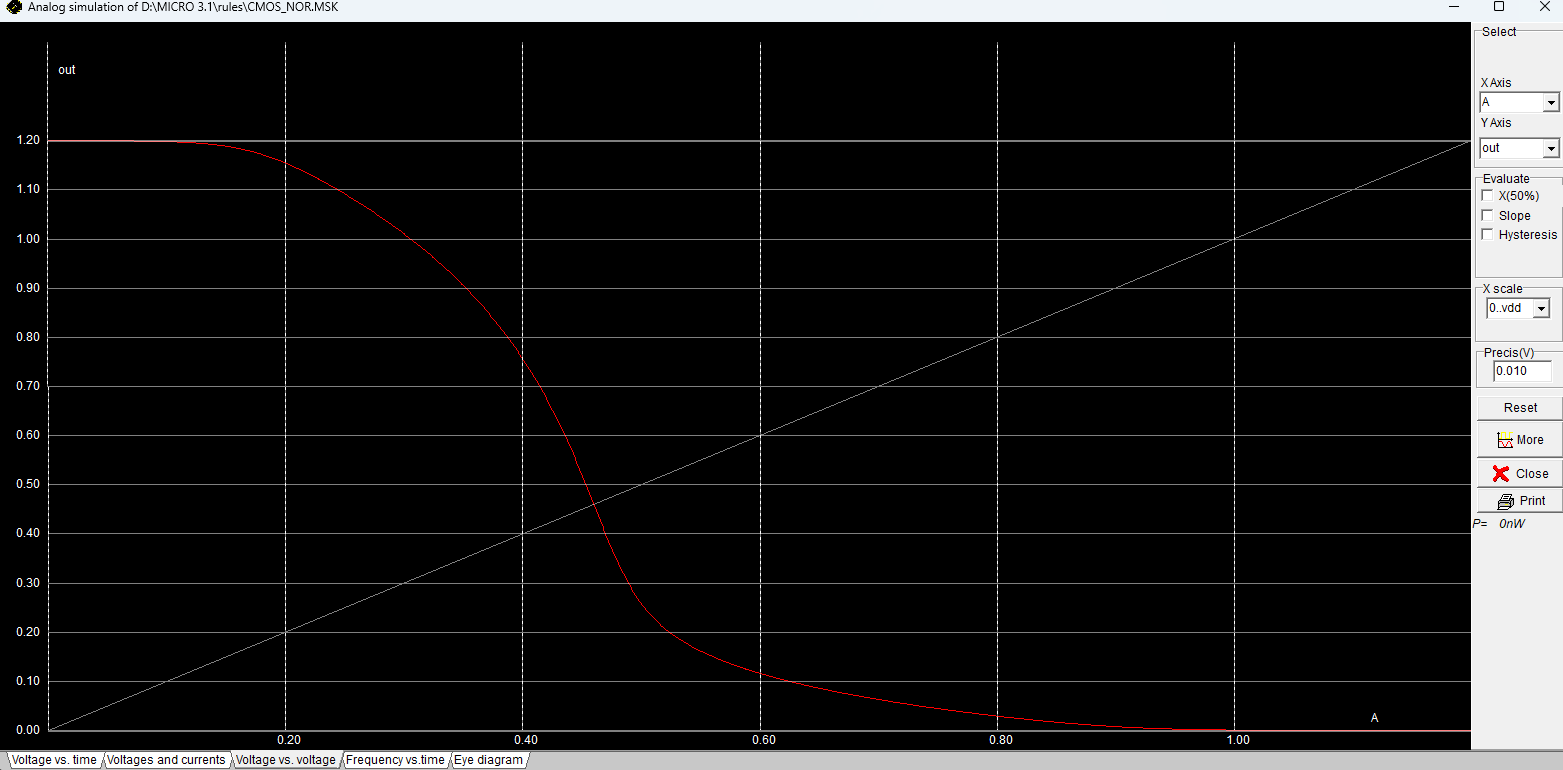 Analog simulation of D:\MICRO 3.1\rules\CMOS_NOR.MSK
out
1.20
1.10
1.00
0.90
0.80
0.70
0.60
0.50
0.40
0.30
0.20
0.10
0.00
0.20 0.40 0.60 0.80 1.00
A
Select
X Axis
A
Y Axis
out
Evaluate
X(50%)
Slope
Hysteresis
X scale
0..vdd
Precis(V)
0.010
Reset
More
Close
Print
P= 0nW
Voltage vs. time Voltages and currents Voltage vs. voltage Frequency vs.time Eye diagram